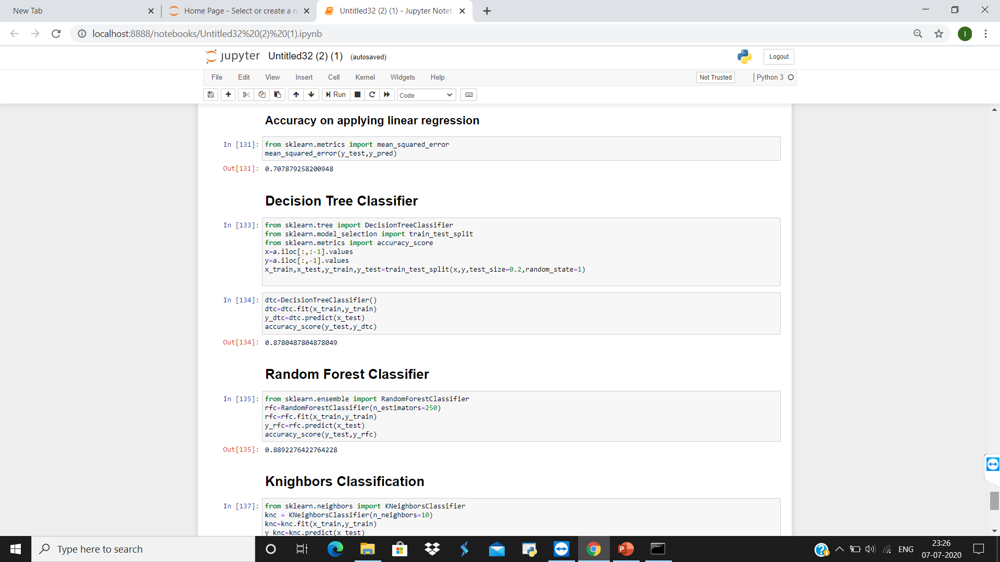 New Tab
Home Page - Select or create a n
Untitled32 (2) (1) - Jupyter Noteb
localhost:8888/notebooks/Untitled32%20(2)%20(1).ipynb
I
jupyter Untitled32 (2) (1) (autosaved)
Logout
File Edit View Insert Cell Kernel Widgets Help
Not Trusted
Python 3
Run
Code
Accuracy on applying linear regression
In [131]: from sklearn.metrics import mean_squared_error
mean_squared_error(y_test,y_pred)
Out[131]: 0.707879258200948
Decision Tree Classifier
In [133]: from sklearn.tree import DecisionTreeClassifier
from sklearn.model_selection import train_test_split
from sklearn.metrics import accuracy_score
x=a.iloc[:,:-1].values
y=a.iloc[:,-1].values
x_train,x_test,y_train,y_test=train_test_split(x,y,test_size=0.2,random_state=1)
In [134]: dtc=DecisionTreeClassifier()
dtc=dtc.fit(x_train,y_train)
y_dtc=dtc.predict(x_test)
accuracy_score(y_test,y_dtc)
Out[134]: 0.8780487804878049
Random Forest Classifier
In [135]: from sklearn.ensemble import RandomForestClassifier
rfc=RandomForestClassifier(n_estimators=250)
rfc=rfc.fit(x_train,y_train)
y_rfc=rfc.predict(x_test)
accuracy_score(y_test,y_rfc)
Out[135]: 0.8892276422764228
Knighbors Classification
In [137]: from sklearn.neighbors import KNeighborsClassifier
knc = KNeighborsClassifier(n_neighbors=10)
knc=knc.fit(x_train,y_train)
y_knc=knc.predict(x_test)
Type here to search
ENG
23:26
07-07-2020